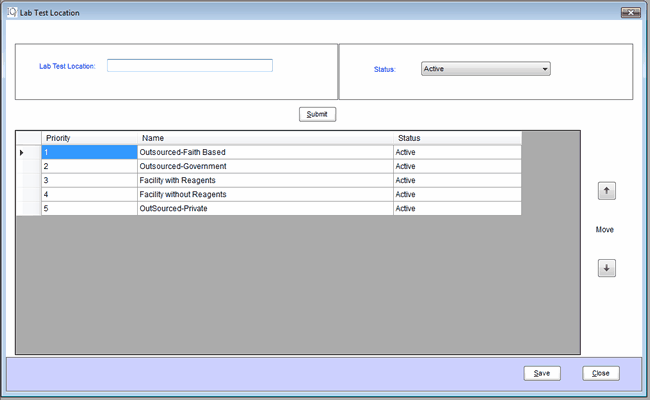 Lab Test Location
Lab Test Location:
Status:
Active
Submit
Priority Name Status
1 Outsourced-Faith Based Active
2 Outsourced-Government Active
3 Facility with Reagents Active
4 Facility without Reagents Active
5 OutSourced-Private Active
Move
Save Close